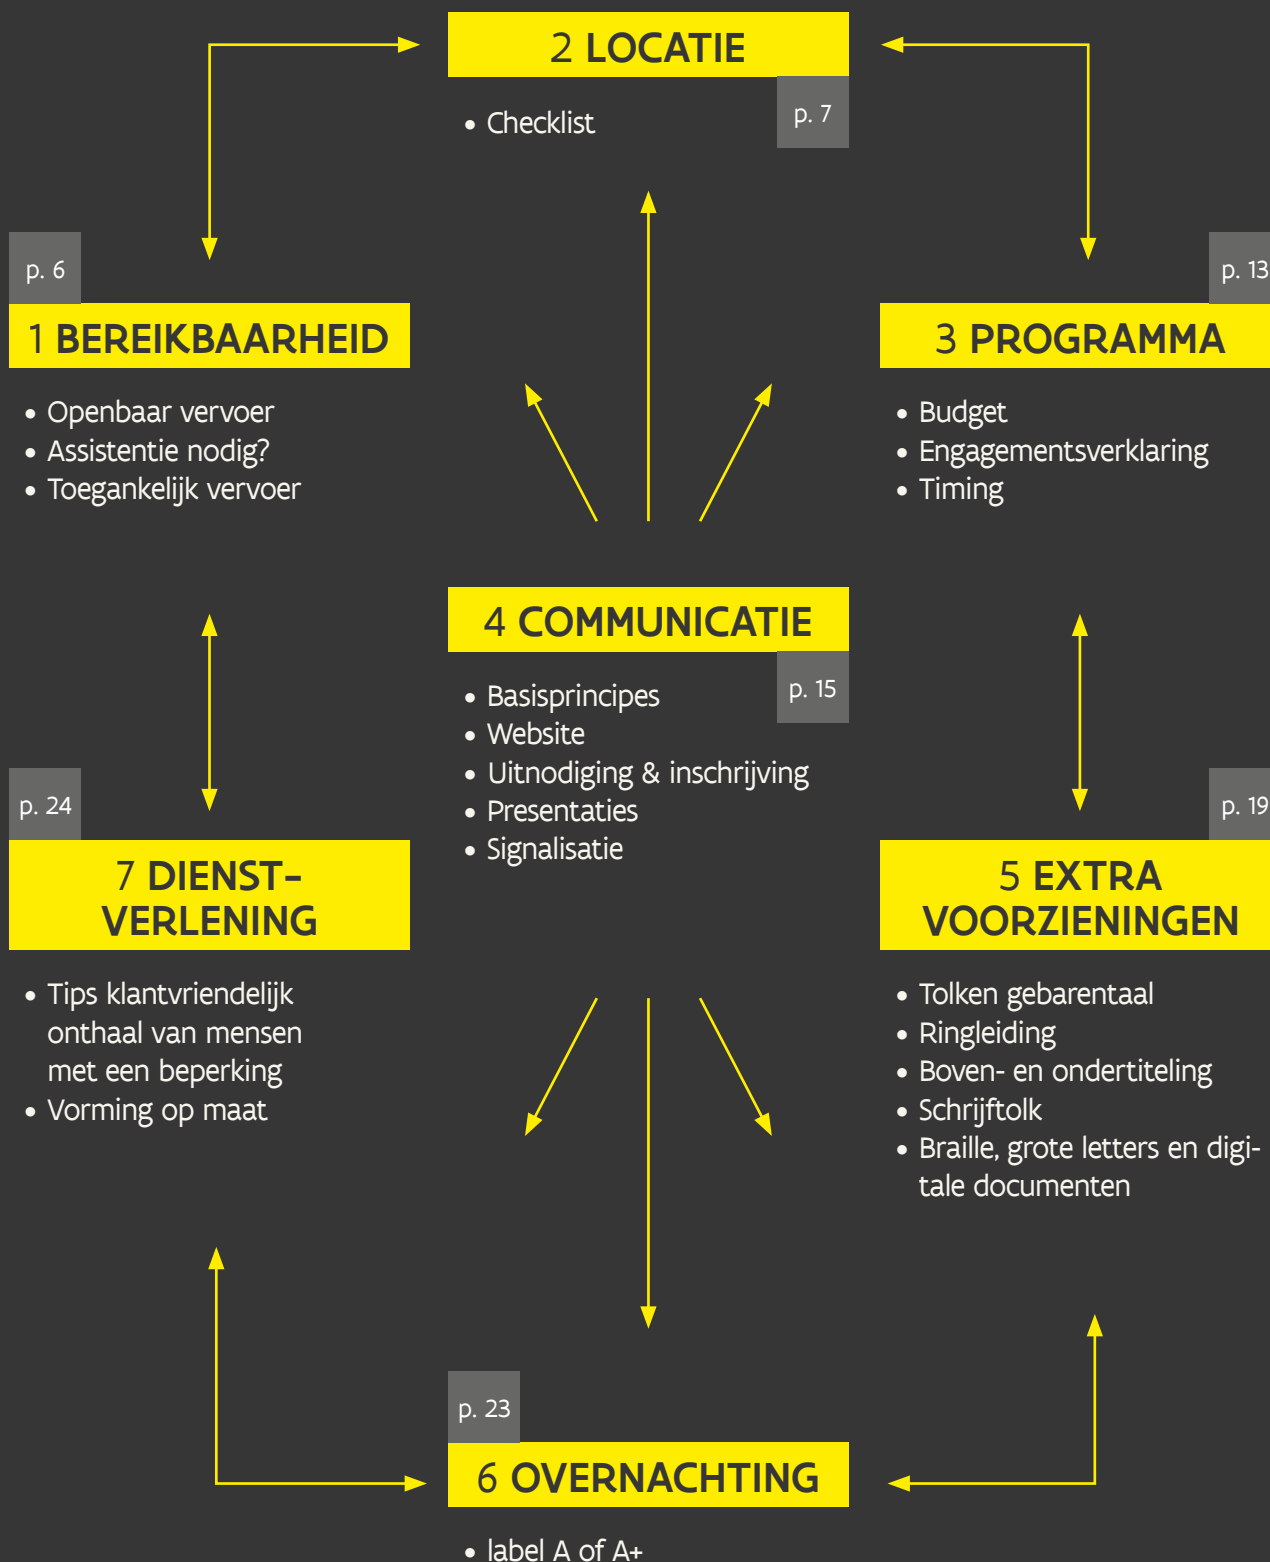 2 LOCATIE
p. 7
• Checklist
p. 6
1 BEREIKBAARHEID
• Openbaar vervoer
• Assistentie nodig?
• Toegankelijk vervoer
p. 13
3 PROGRAMMA
• Budget
• Engagementsverklaring
• Timing
4 COMMUNICATIE
p. 15
• Basisprincipes
• Website
• Uitnodiging & inschrijving
• Presentaties
• Signalisatie
p. 24
7 DIENST-
VERLENING
• Tips klantvriendelijk
onthaal van mensen
met een beperking
• Vorming op maat
p. 19
5 EXTRA
VOORZIENINGEN
• Tolken gebarentaal
• Ringleiding
• Boven- en ondertiteling
• Schrijftolk
• Braille, grote letters en digi-
tale documenten
p. 23
6 OVERNACHTING
• label A of A+